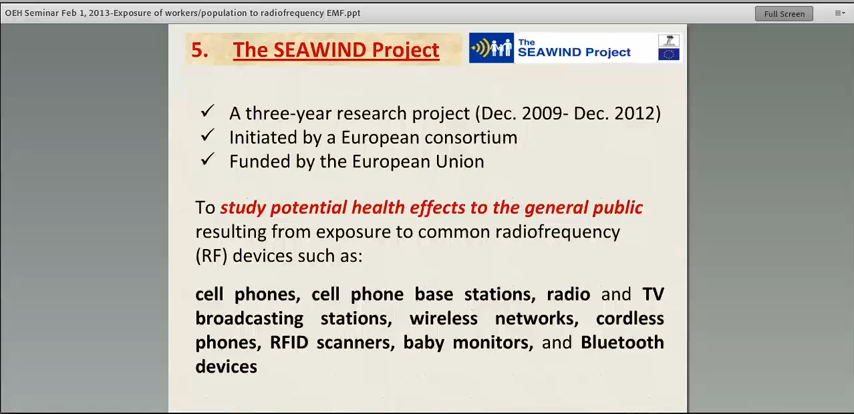 OEH Seminar Feb 1, 2013-Exposure of workers/population to radiofrequency EMF.ppt
Full Screen
5. The SEAWIND Project
The
SEAWIND Project
✓ A three-year research project (Dec. 2009- Dec. 2012)
✓ Initiated by a European consortium
✓ Funded by the European Union
To study potential health effects to the general public
resulting from exposure to common radiofrequency
(RF) devices such as:
cell phones, cell phone base stations, radio and TV
broadcasting stations, wireless networks, cordless
phones, RFID scanners, baby monitors, and Bluetooth
devices